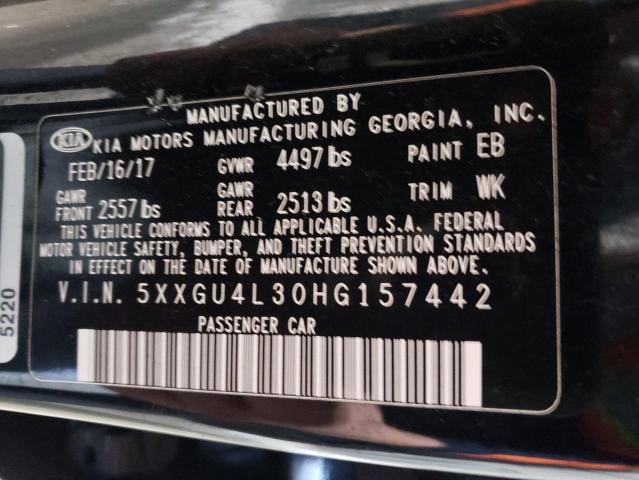 MANUFACTURED BY
KIA KIA MOTORS MANUFACTURING GEORGIA, INC.
FEB/16/17 GVWR 4497 lbs PAINT EB
GAWR FRONT 2557 lbs GAWR REAR 2513 lbs TRIM WK
THIS VEHICLE CONFORMS TO ALL APPLICABLE U.S.A. FEDERAL
MOTOR VEHICLE SAFETY, BUMPER, AND THEFT PREVENTION STANDARDS
IN EFFECT ON THE DATE OF MANUFACTURE SHOWN ABOVE.
V.I.N. 5XXGU4L30HG157442
PASSENGER CAR
5220